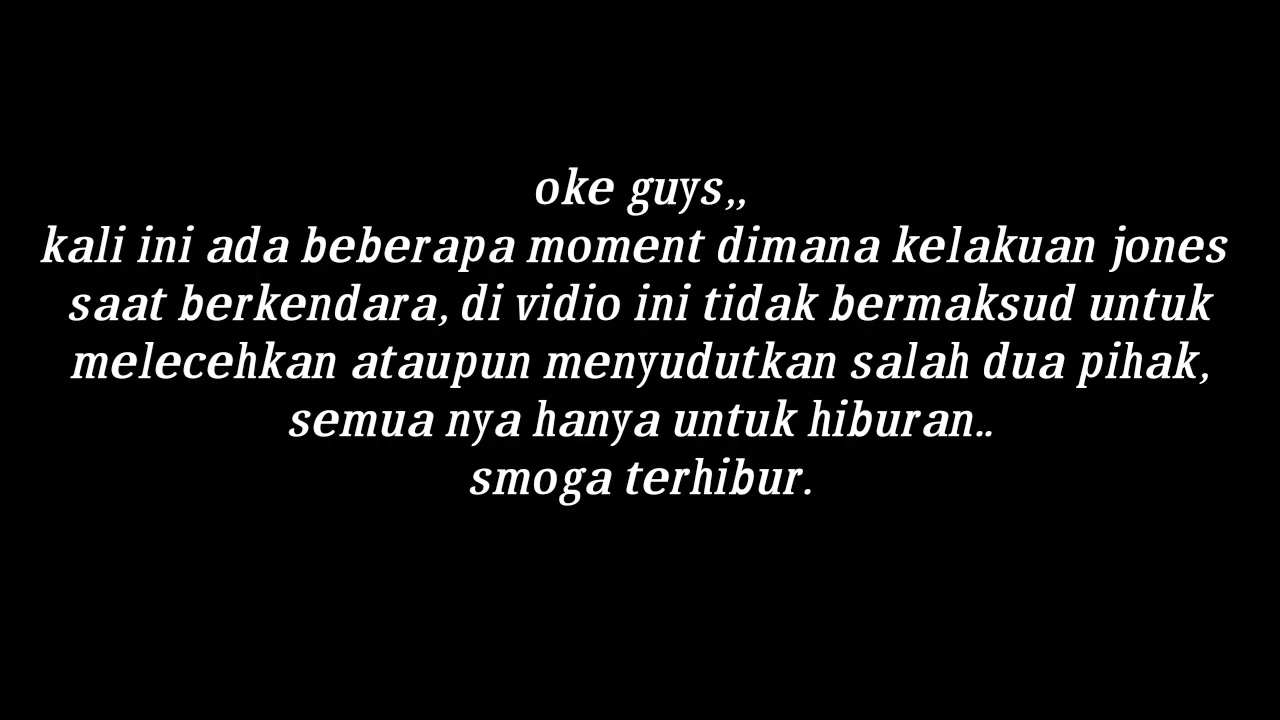 oke guys,,
kali ini ada beberapa moment dimana kelakuan jones
saat berkendara, di vidio ini tidak bermaksud untuk
melecehkan ataupun menyudutkan salah dua pihak,
semua nya hanya untuk hiburan..
smoga terhibur.